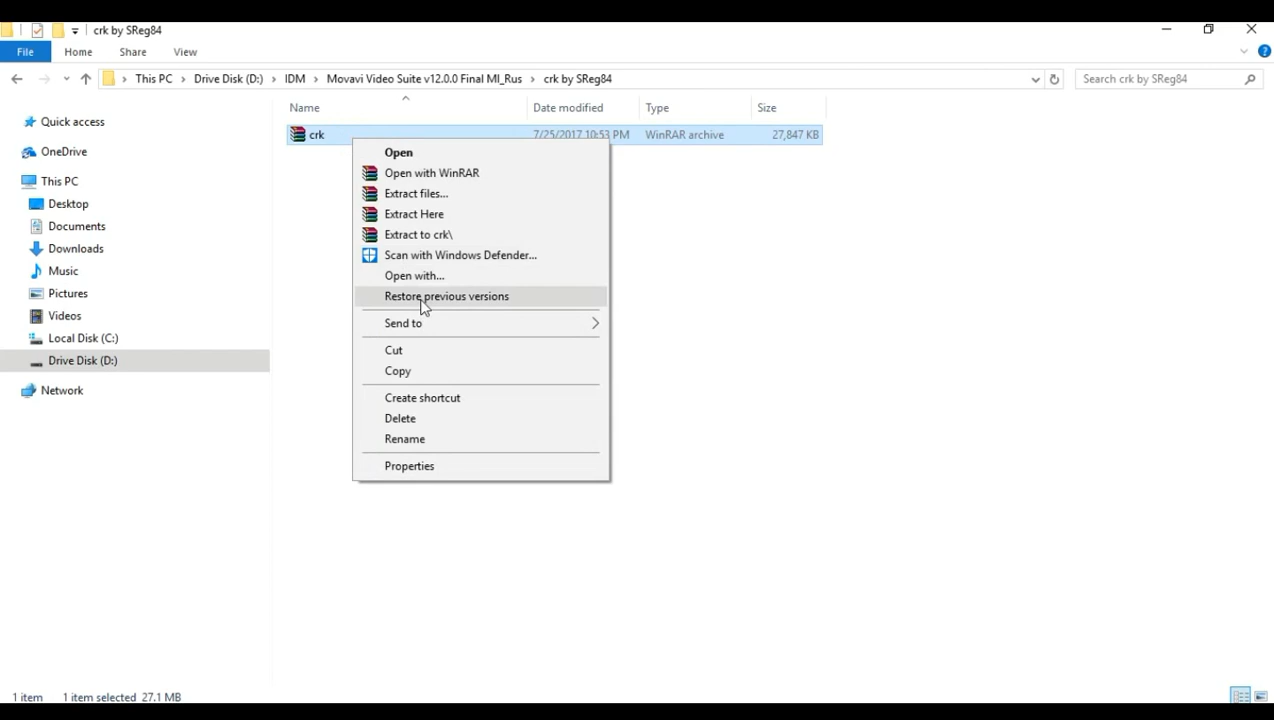 crk by SReg84
File Home Share View
This PC Drive Disk (D:) IDM Movavi Video Suite v12.0.0 Final Ml_Rus crk by SReg84
Search crk by SReg84
Name Date modified Type Size
Quick access
OneDrive
This PC
Desktop
Documents
Downloads
Music
Pictures
Videos
Local Disk (C:)
Drive Disk (D:)
Network
crk 7/25/2017 10:53 PM WinRAR archive 27,847 KB
Open
Open with WinRAR
Extract files...
Extract Here
Extract to crk\
Scan with Windows Defender...
Open with...
Restore previous versions
Send to
Cut
Copy
Create shortcut
Delete
Rename
Properties
1 item 1 item selected 27.1 MB